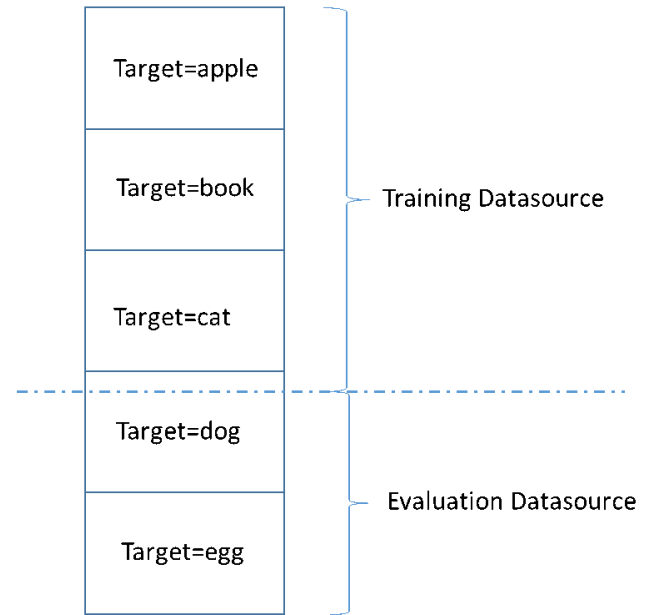 Target=apple
Target=book
Training Datasource
Target=cat
Target=dog
Evaluation Datasource
Target=egg